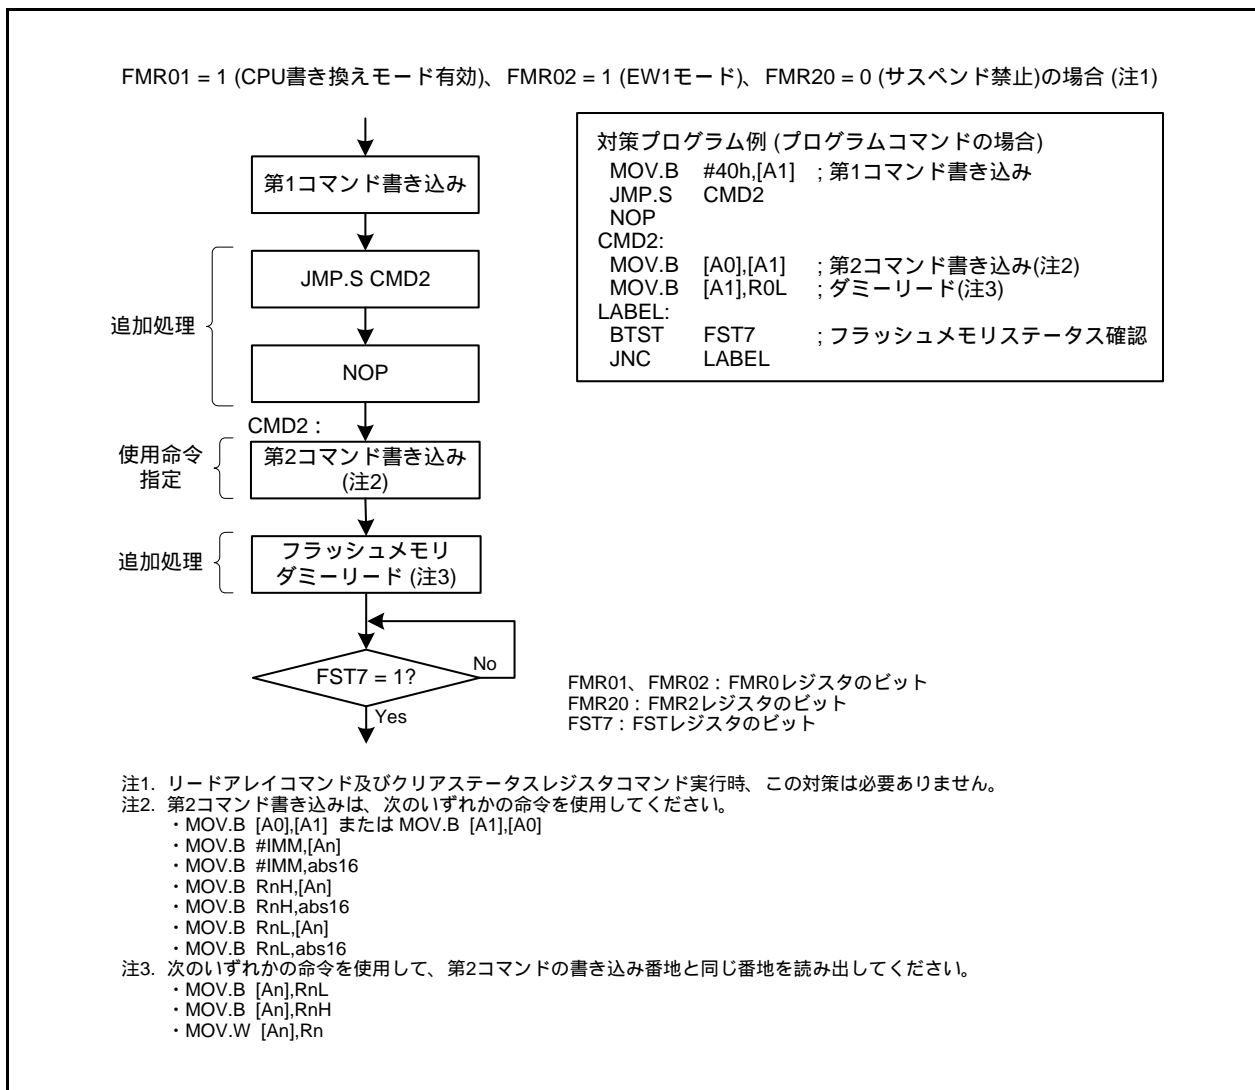 FMR01 = 1 (CPU書き換えモード有効)、FMR02 = 1 (EW1モード)、FMR20 = 0 (サスペンド禁止)の場合 (注1)
第1コマンド書き込み
追加処理
JMP.S CMD2
NOP
CMD2：
使用命令
指定
第2コマンド書き込み
(注2)
追加処理
フラッシュメモリ
ダミーリード (注3)
FST7 = 1?
No
Yes
対策プログラム例 (プログラムコマンドの場合)
MOV.B #40h,[A1] ; 第1コマンド書き込み
JMP.S CMD2
NOP
CMD2:
MOV.B [A0],[A1] ; 第2コマンド書き込み(注2)
MOV.B [A1],R0L ; ダミーリード(注3)
LABEL:
BTST FST7 ; フラッシュメモリステータス確認
JNC LABEL
FMR01、FMR02：FMR0レジスタのビット
FMR20：FMR2レジスタのビット
FST7：FSTレジスタのビット
注1. リードアレイコマンド及びクリアステータスレジスタコマンド実行時、この対策は必要ありません。
注2. 第2コマンド書き込みは、次のいずれかの命令を使用してください。
・MOV.B [A0],[A1] または MOV.B [A1],[A0]
・MOV.B #IMM,[An]
・MOV.B #IMM,abs16
・MOV.B RnH,[An]
・MOV.B RnH,abs16
・MOV.B RnL,[An]
・MOV.B RnL,abs16
注3. 次のいずれかの命令を使用して、第2コマンドの書き込み番地と同じ番地を読み出してください。
・MOV.B [An],RnL
・MOV.B [An],RnH
・MOV.W [An],Rn